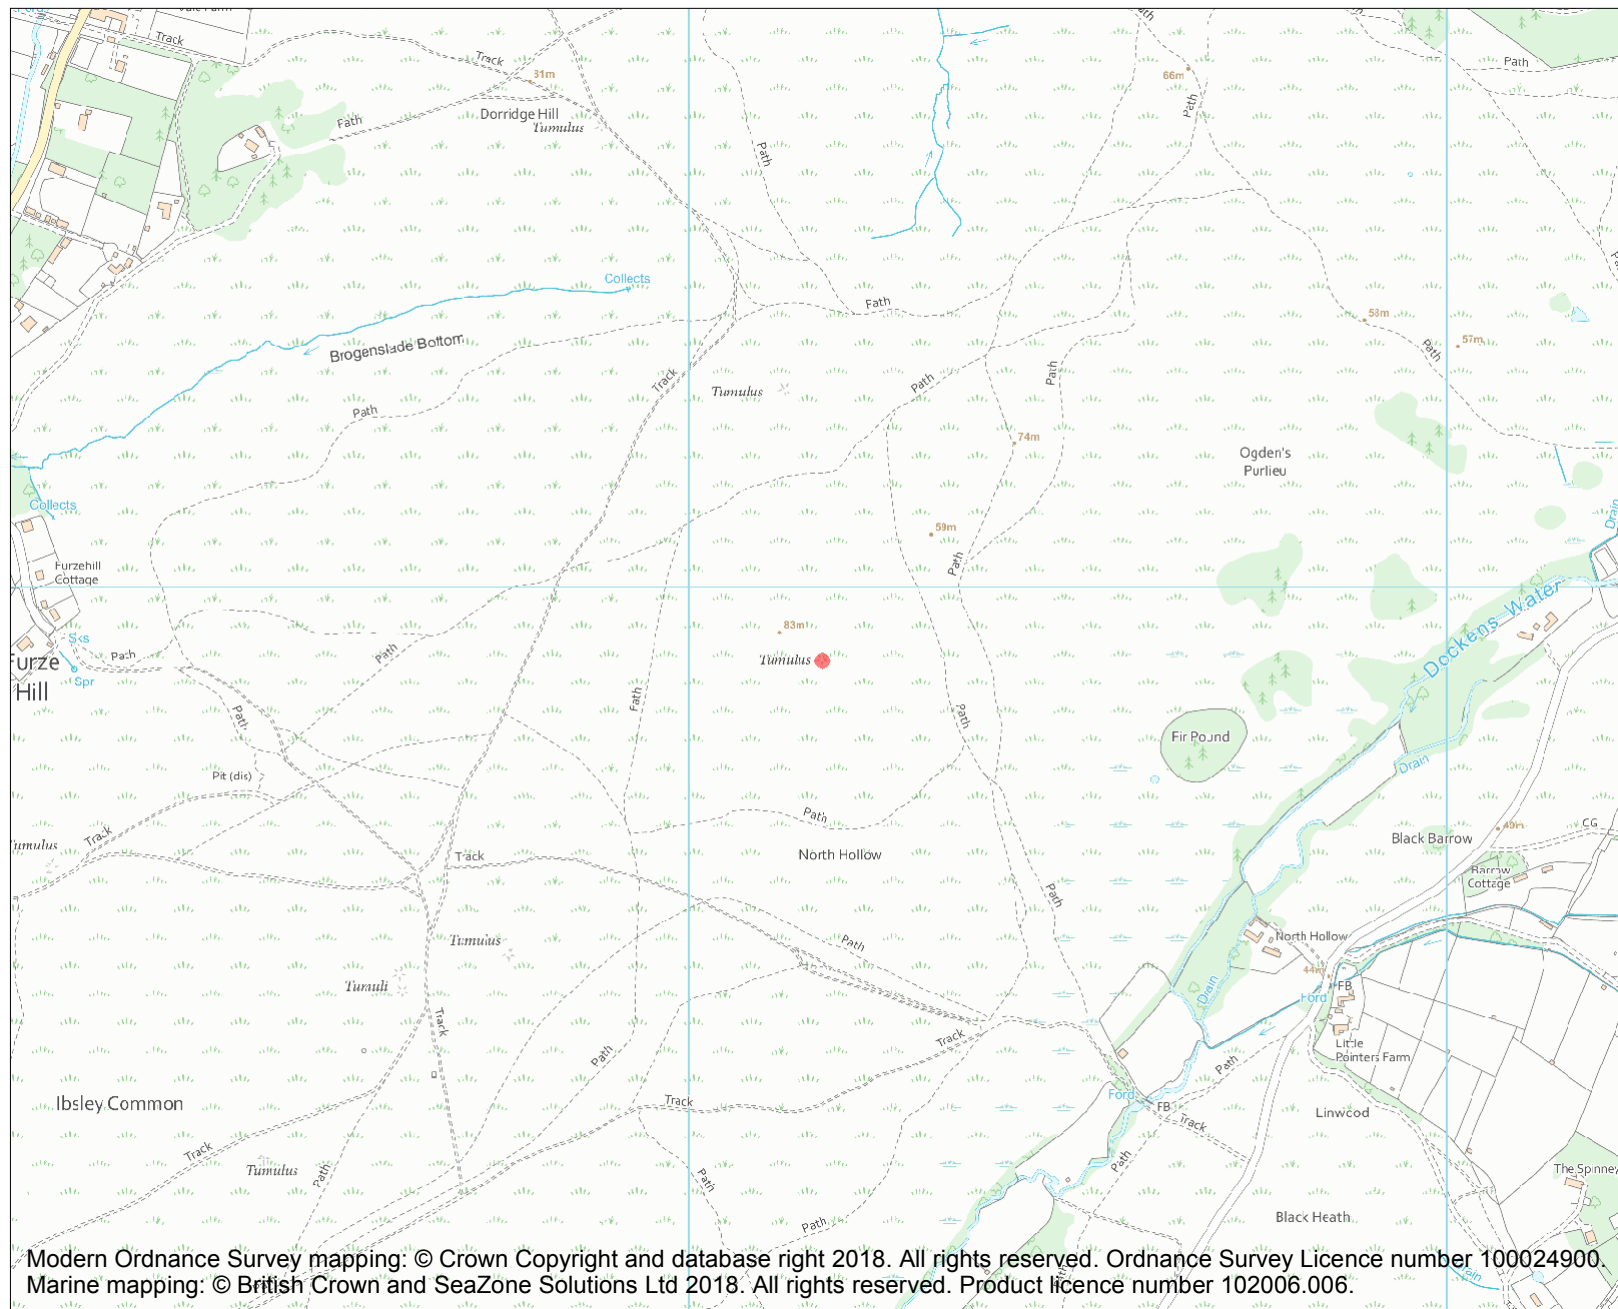 Track
Track
31m
Dorridge Hill
Tumulus
Path
Path
66m
Path
Path
Collects
Brogenslade Bottom
Path
58m
57m
Path
Track
Tumulus
Path
Path
Path
74m
Ogden's
Purlieu
Collects
59m
Drain
Furzehill
Cottage
Path
Dockens Water
83m
Sks
Path
Path
Tumulus
Furze
Hill
Spr
Path
Path
Path
Fir Pound
Pit (dis)
Drain
Path
40m
CG
Black Barrow
Track
Tumulus
Track
North Hollow
Barrow
Cottage
Path
Tumulus
Path
North Hollow
44m
FB
Tumuli
Drain
Ford
Track
Track
Path
Little
Pointers Farm
Path
Ford
FB
Track
Ibsley Common
Linwood
Track
Track
Tumulus
Path
Path
Path
The Spinney
Path
Black Heath
Modern Ordnance Survey mapping: © Crown Copyright and database right 2018. All rights reserved. Ordnance Survey Licence number 100024900.
Marine mapping: © British Crown and SeaZone Solutions Ltd 2018. All rights reserved. Product licence number 102006.006.